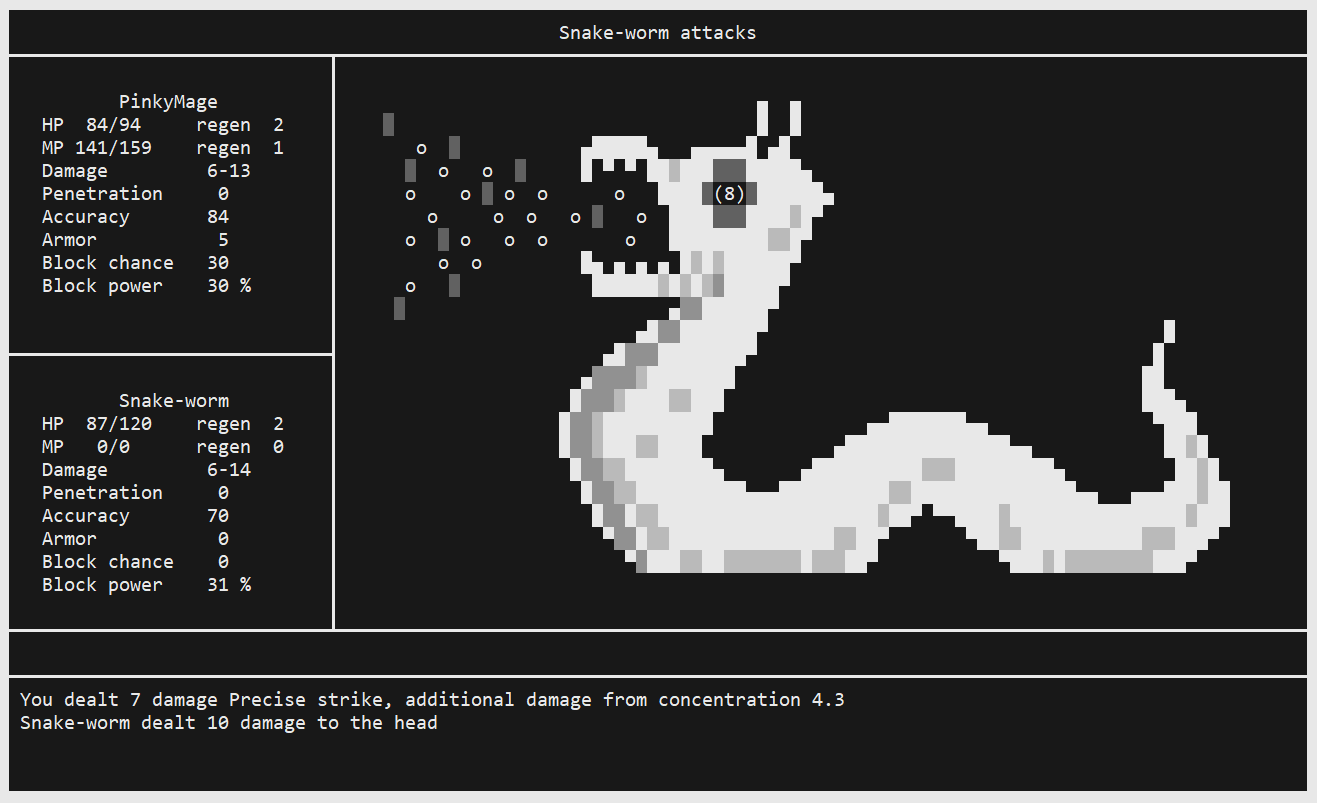 Snake-worm attacks
PinkyMage
HP 84/94 regen 2
MP 141/159 regen 1
Damage 6-13
Penetration 0
Accuracy 84
Armor 5
Block chance 30
Block power 30 %
Snake-worm
HP 87/120 regen 2
MP 0/0 regen 0
Damage 6-14
Penetration 0
Accuracy 70
Armor 0
Block chance 0
Block power 31 %
o
o o
o o o o o
o o o o o
o o o o o
o o
o
(8)
You dealt 7 damage Precise strike, additional damage from concentration 4.3
Snake-worm dealt 10 damage to the head